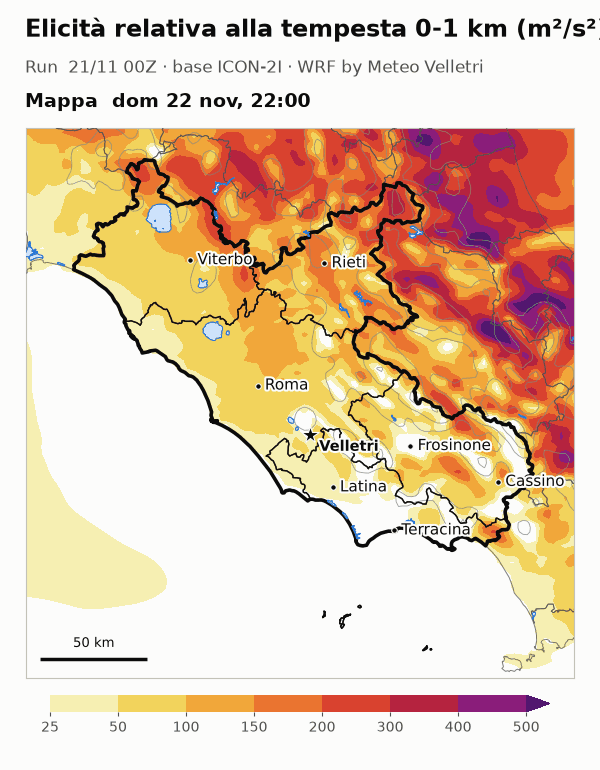 Elicità relativa alla tempesta 0-1 km (m²/s²)
Run 21/11 00Z · base ICON-2I · WRF by Meteo Velletri
Mappa dom 22 nov, 22:00
Viterbo
Rieti
Roma
Velletri
Frosinone
Latina
Cassino
Terracina
50 km
25 50 100 150 200 300 400 500